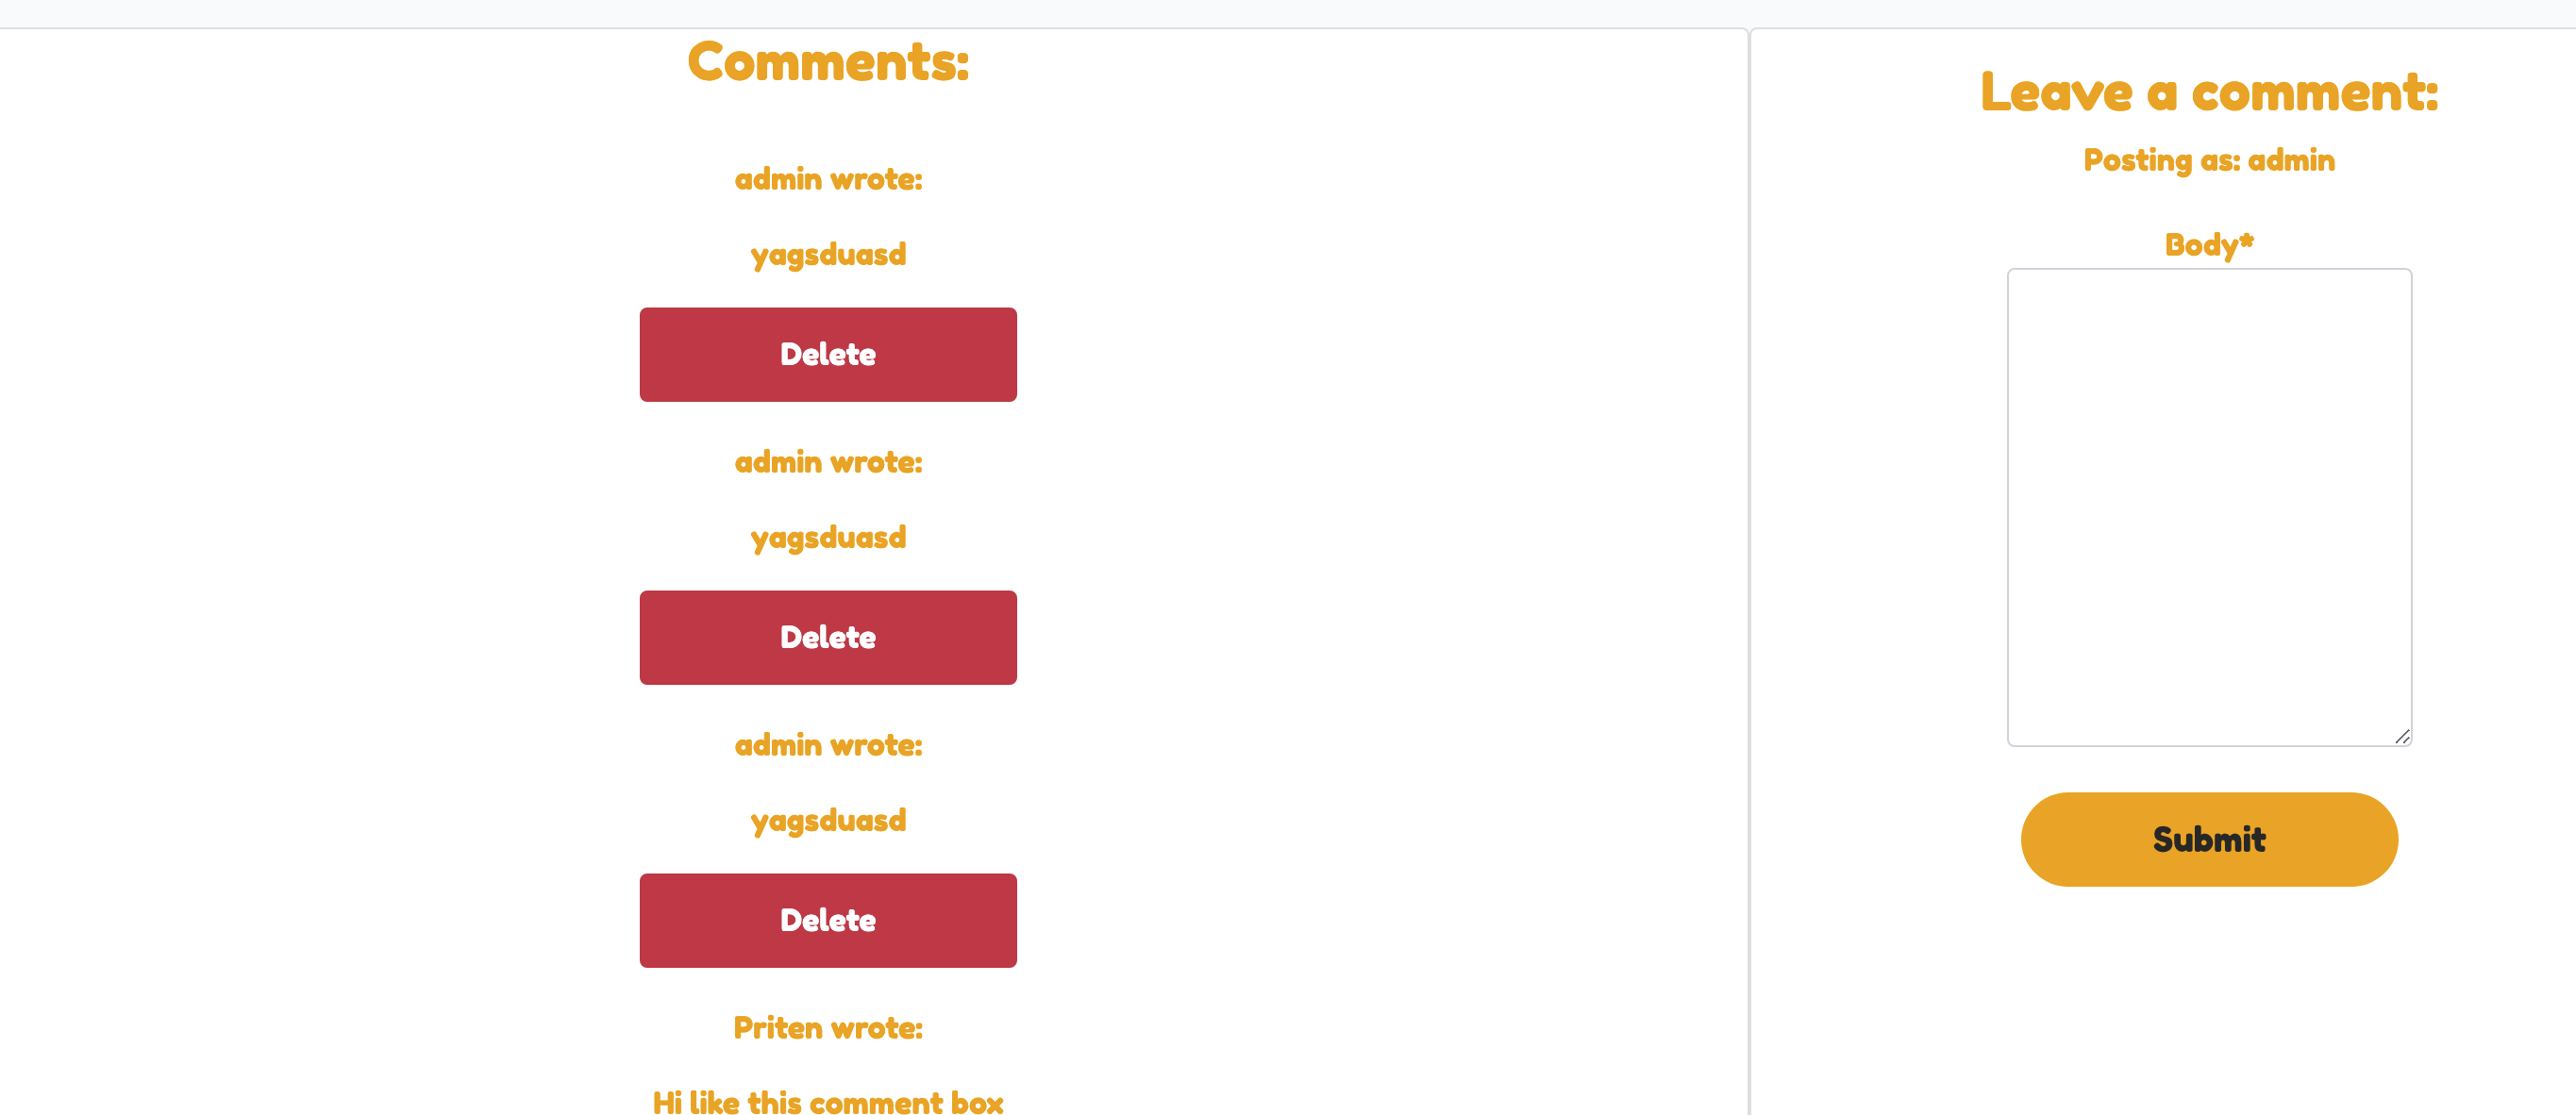 Comments:
admin wrote:
yagsduasd
Delete
admin wrote:
yagsduasd
Delete
admin wrote:
yagsduasd
Delete
Priten wrote:
Hi like this comment box
Leave a comment:
Posting as: admin
Body*
Submit